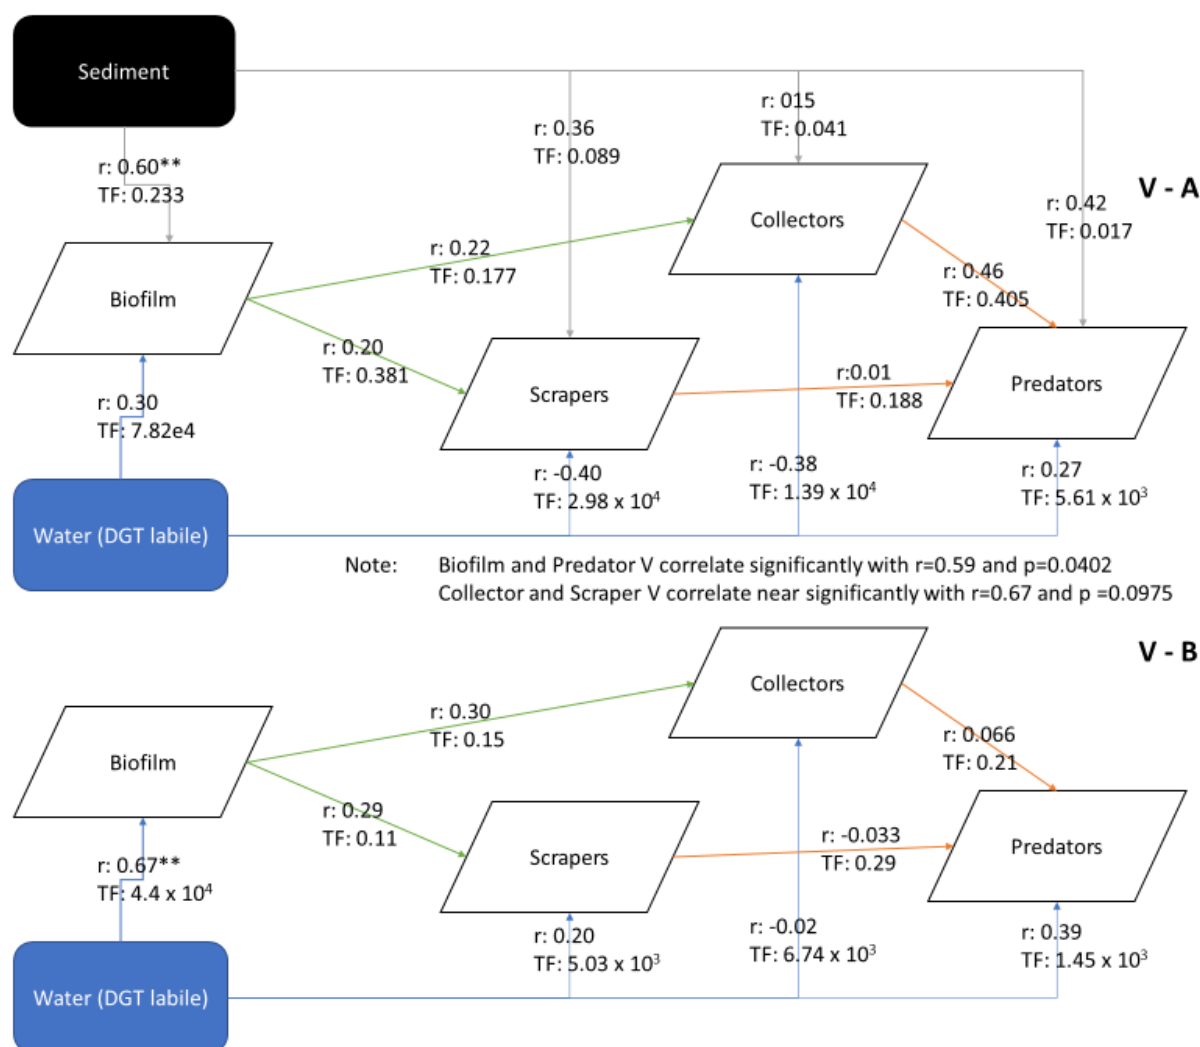 Sediment
r: 015
TF: 0.041
r: 0.36
TF: 0.089
r: 0.60**
TF: 0.233
V - A
r: 0.42
TF: 0.017
Collectors
r: 0.22
TF: 0.177
r: 0.46
TF: 0.405
Biofilm
r: 0.20
TF: 0.381
r:0.01
TF: 0.188
Scrapers
Predators
r: 0.30
TF: 7.82e4
r: -0.40
TF: 2.98 x 10⁴
r: -0.38
TF: 1.39 x 10⁴
r: 0.27
TF: 5.61 x 10³
Water (DGT labile)
Note: Biofilm and Predator V correlate significantly with r=0.59 and p=0.0402
Collector and Scraper V correlate near significantly with r=0.67 and p =0.0975
V - B
Collectors
r: 0.30
TF: 0.15
r: 0.066
TF: 0.21
Biofilm
r: 0.29
TF: 0.11
r: -0.033
TF: 0.29
Scrapers
Predators
r: 0.67**
TF: 4.4 x 10⁴
r: 0.20
TF: 5.03 x 10³
r: -0.02
TF: 6.74 x 10³
r: 0.39
TF: 1.45 x 10³
Water (DGT labile)